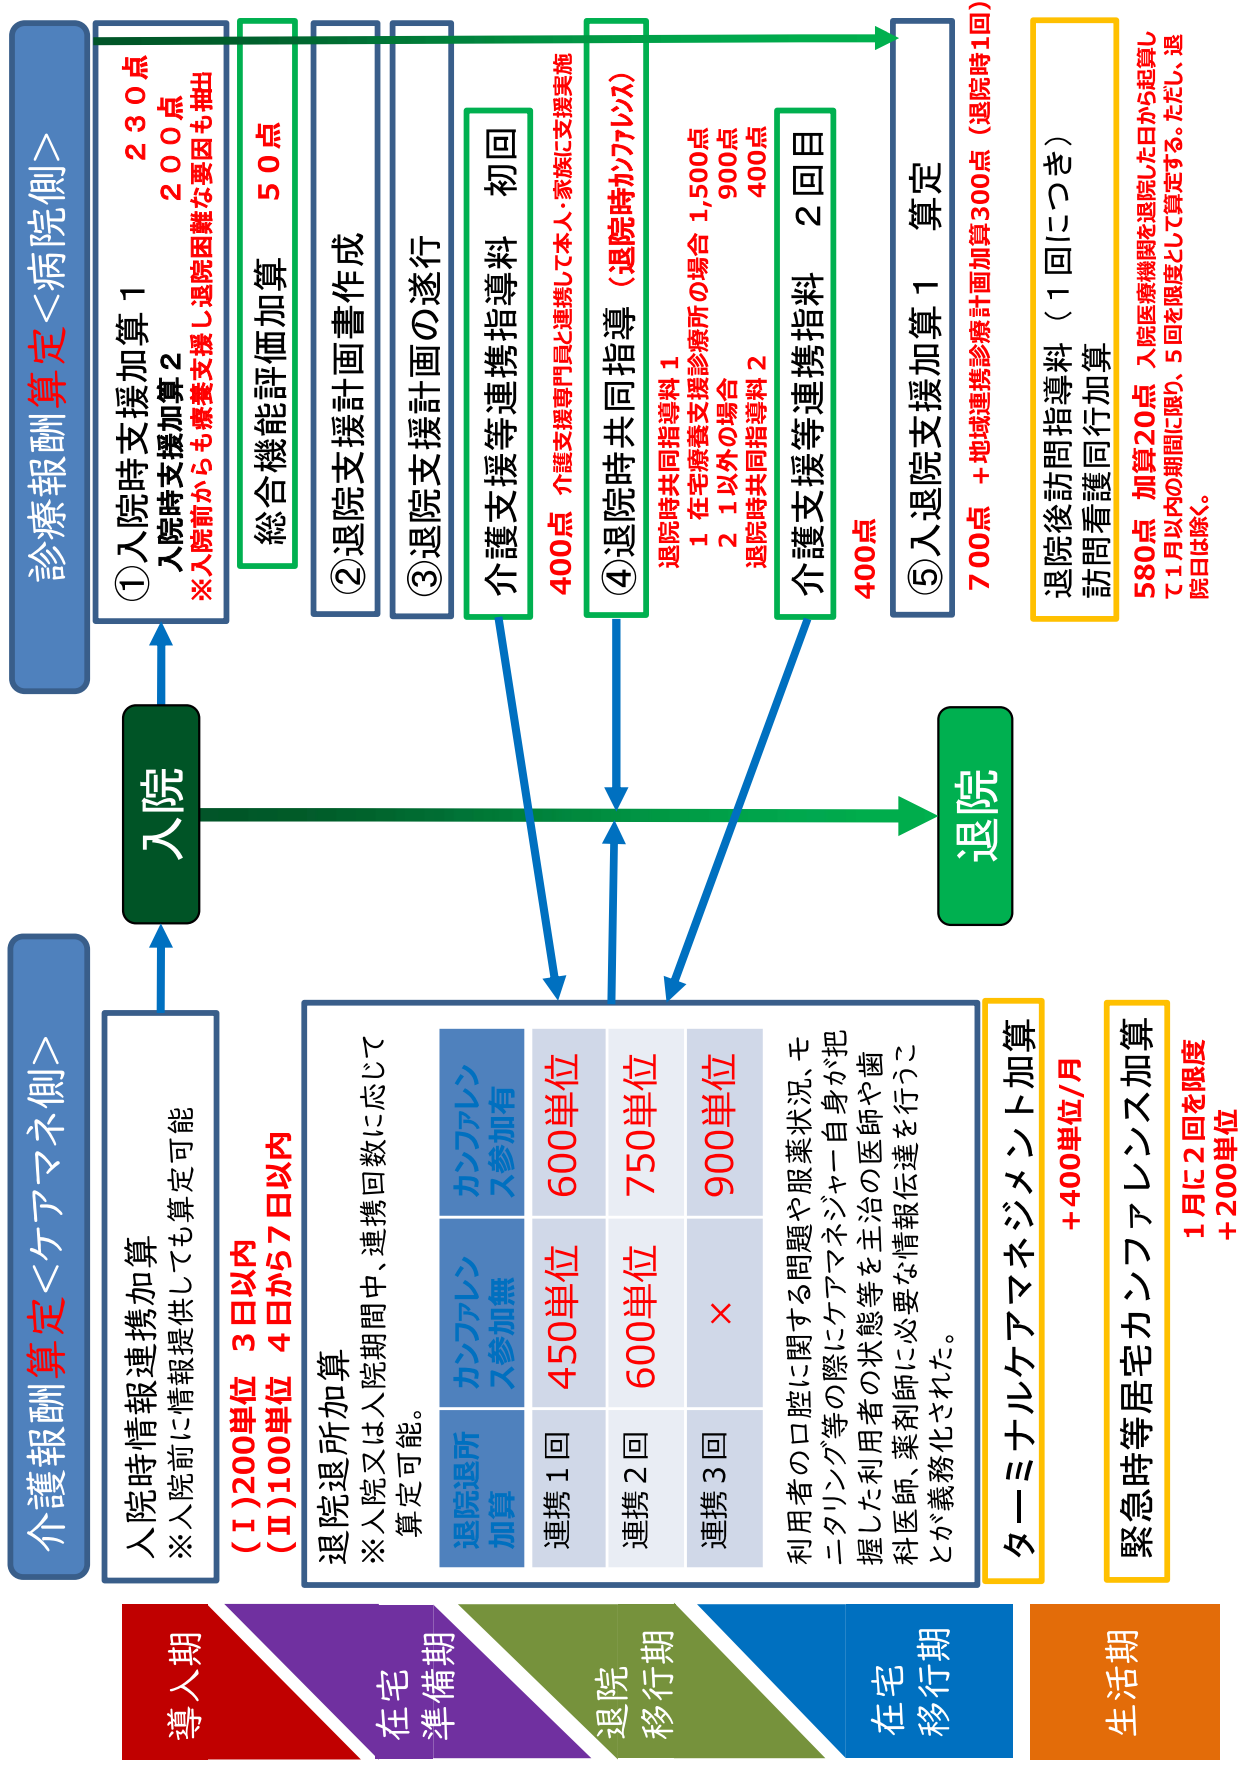 導入期
在宅
準備期
退院
移行期
在宅
移行期
生活期
介護報酬算定＜ケアマネ側＞
入院時情報連携加算
※入院前に情報提供しても算定可能
(Ⅰ)200単位　３日以内
(Ⅱ)100単位　４日から７日以内
退院退所加算
※入院又は入院期間中、連携回数に応じて
算定可能。
退院退所
加算
カンファレン
ス参加無
カンファレン
ス参加有
連携１回
450単位
600単位
連携２回
600単位
750単位
連携３回
×
900単位
利用者の口腔に関する問題や服薬状況、モ
ニタリング等の際にケアマネジャー自身が把
握した利用者の状態等を主治の医師や歯
科医師、薬剤師に必要な情報伝達を行うこ
とが義務化された。
ターミナルケアマネジメント加算
＋400単位/月
緊急時等居宅カンファレンス加算
１月に２回を限度
＋200単位
入院
退院
診療報酬算定＜病院側＞
①入院時支援加算１　　２３０点
入院時支援加算２　　２００点
※入院前からも療養支援し退院困難な要因も抽出
総合機能評価加算　　５０点
②退院支援計画書作成
③退院支援計画の遂行
介護支援等連携指導料　初回
400点 介護支援専門員と連携して本人・家族に支援実施
④退院時共同指導（退院時カンファレンス）
退院時共同指導料１
１ 在宅療養支援診療所の場合 1,500点
２ １以外の場合　　900点
退院時共同指導料２　　400点
介護支援等連携指料　２回目
400点
⑤入退院支援加算１　算定
７00点　＋地域連携診療計画加算300点（退院時１回）
退院後訪問指導料（１回につき）
訪問看護同行加算
580点 加算20点 入院医療機関を退院した日から起算し
て１月以内の期間に限り、５回を限度として算定する。ただし、退
院日は除く。